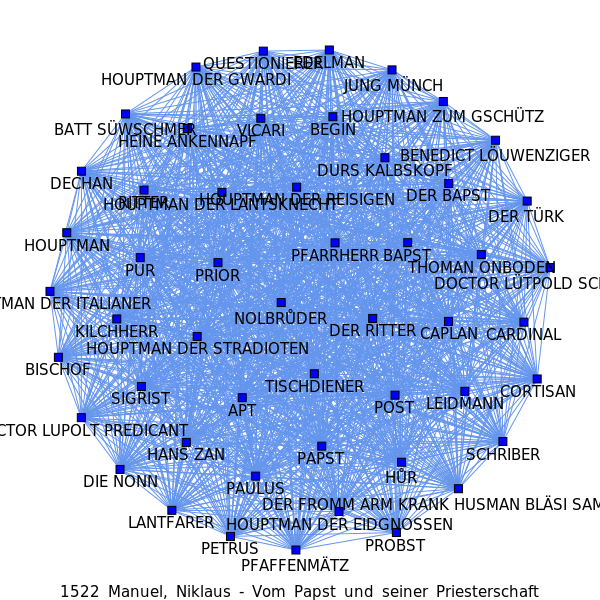 QUESTIONIERER
EDELMAN
HOUPTMAN DER GWARDI
JUNG MÜNCH
HOUPTMAN ZUM GSCHÜTZ
BATT SÜWSCHMER
VICARI
BEGIN
HEINE ANKENNAPF
BENEDICT LÖUWENZIGER
DURS KALBSKOPF
DECHAN
DER BAPST
RITTER
HOUPTMAN DER LANTSKNECHT
HOUPTMAN DER REISIGEN
DER TÜRK
HOUPTMAN
PFARRHERR
BAPST
PUR
PRIOR
THOMAN ONBODEN
DOCTOR LÜTPOLD SCH
TMAN DER ITALIANER
NOLBRÜDER
KILCHHERR
DER RITTER
CAPLAN
CARDINAL
HOUPTMAN DER STRADIOTEN
BISCHOF
TISCHDIENER
SIGRIST
APT
POST
LEIDMANN
CORTISAN
CTOR LUPOLT PREDICANT
HANS ZAN
PAPST
SCHRIBER
DIE NONN
PAULUS
HŮR
DER FROMM ARM KRANK HUSMAN BLÄSI SAM
LANTFARER
HOUPTMAN DER EIDGNOSSEN
PETRUS
PROBST
PFAFFENMÄTZ
1522 Manuel, Niklaus - Vom Papst und seiner Priesterschaft